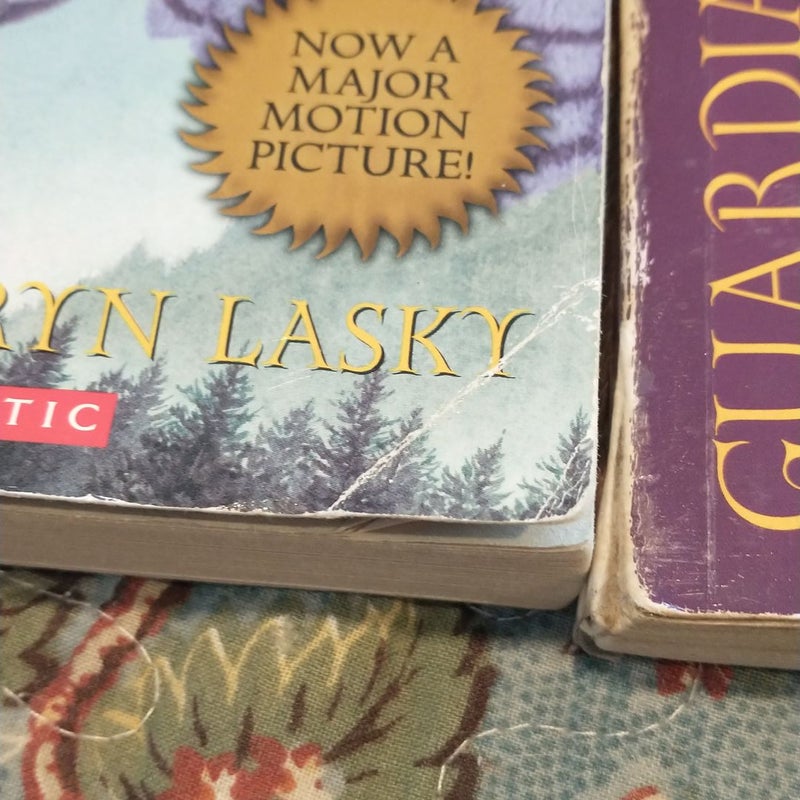 NOW A
MAJOR
MOTION
PICTURE!
RYN LASKY
TIC
GUARDIA